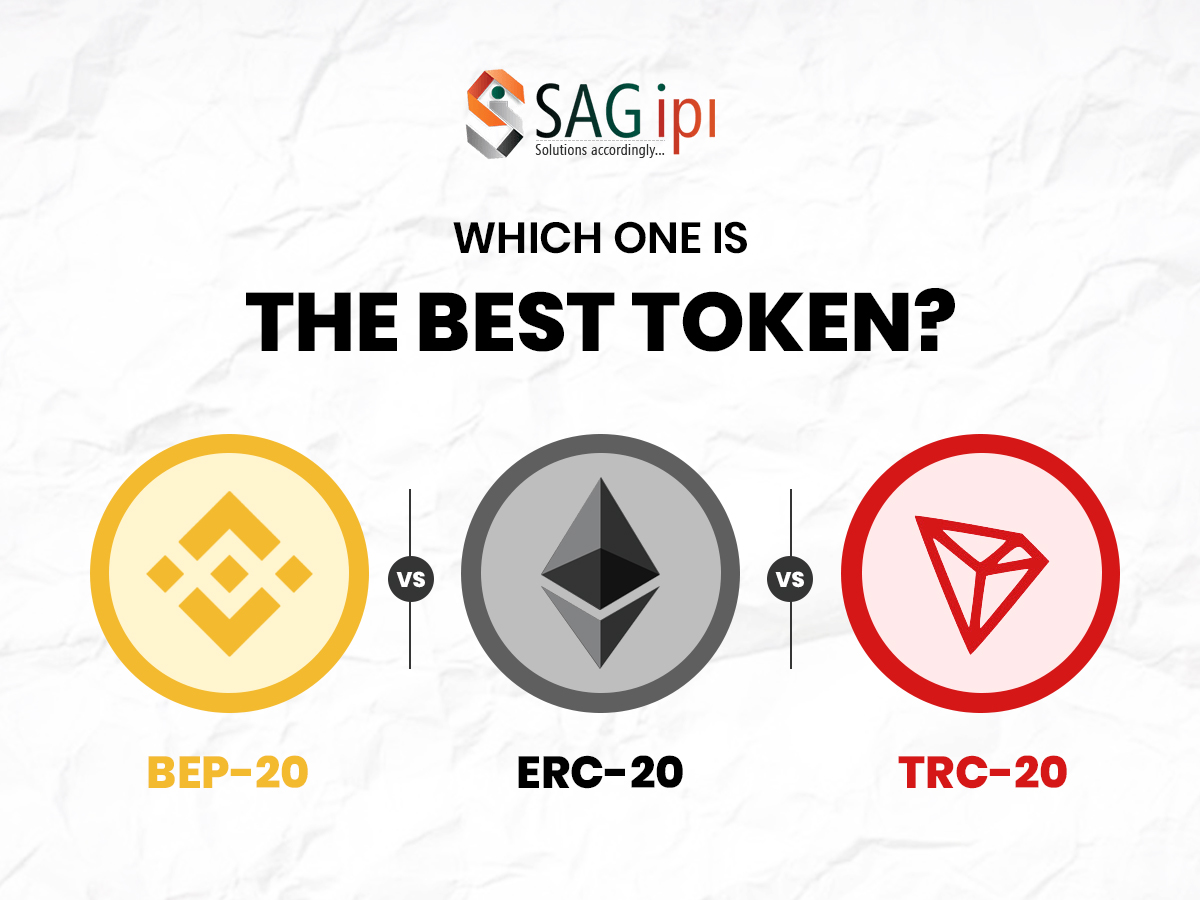 SAG ipi
Solutions accordingly...
WHICH ONE IS
THE BEST TOKEN?
VS
VS
BEP-20
ERC-20
TRC-20